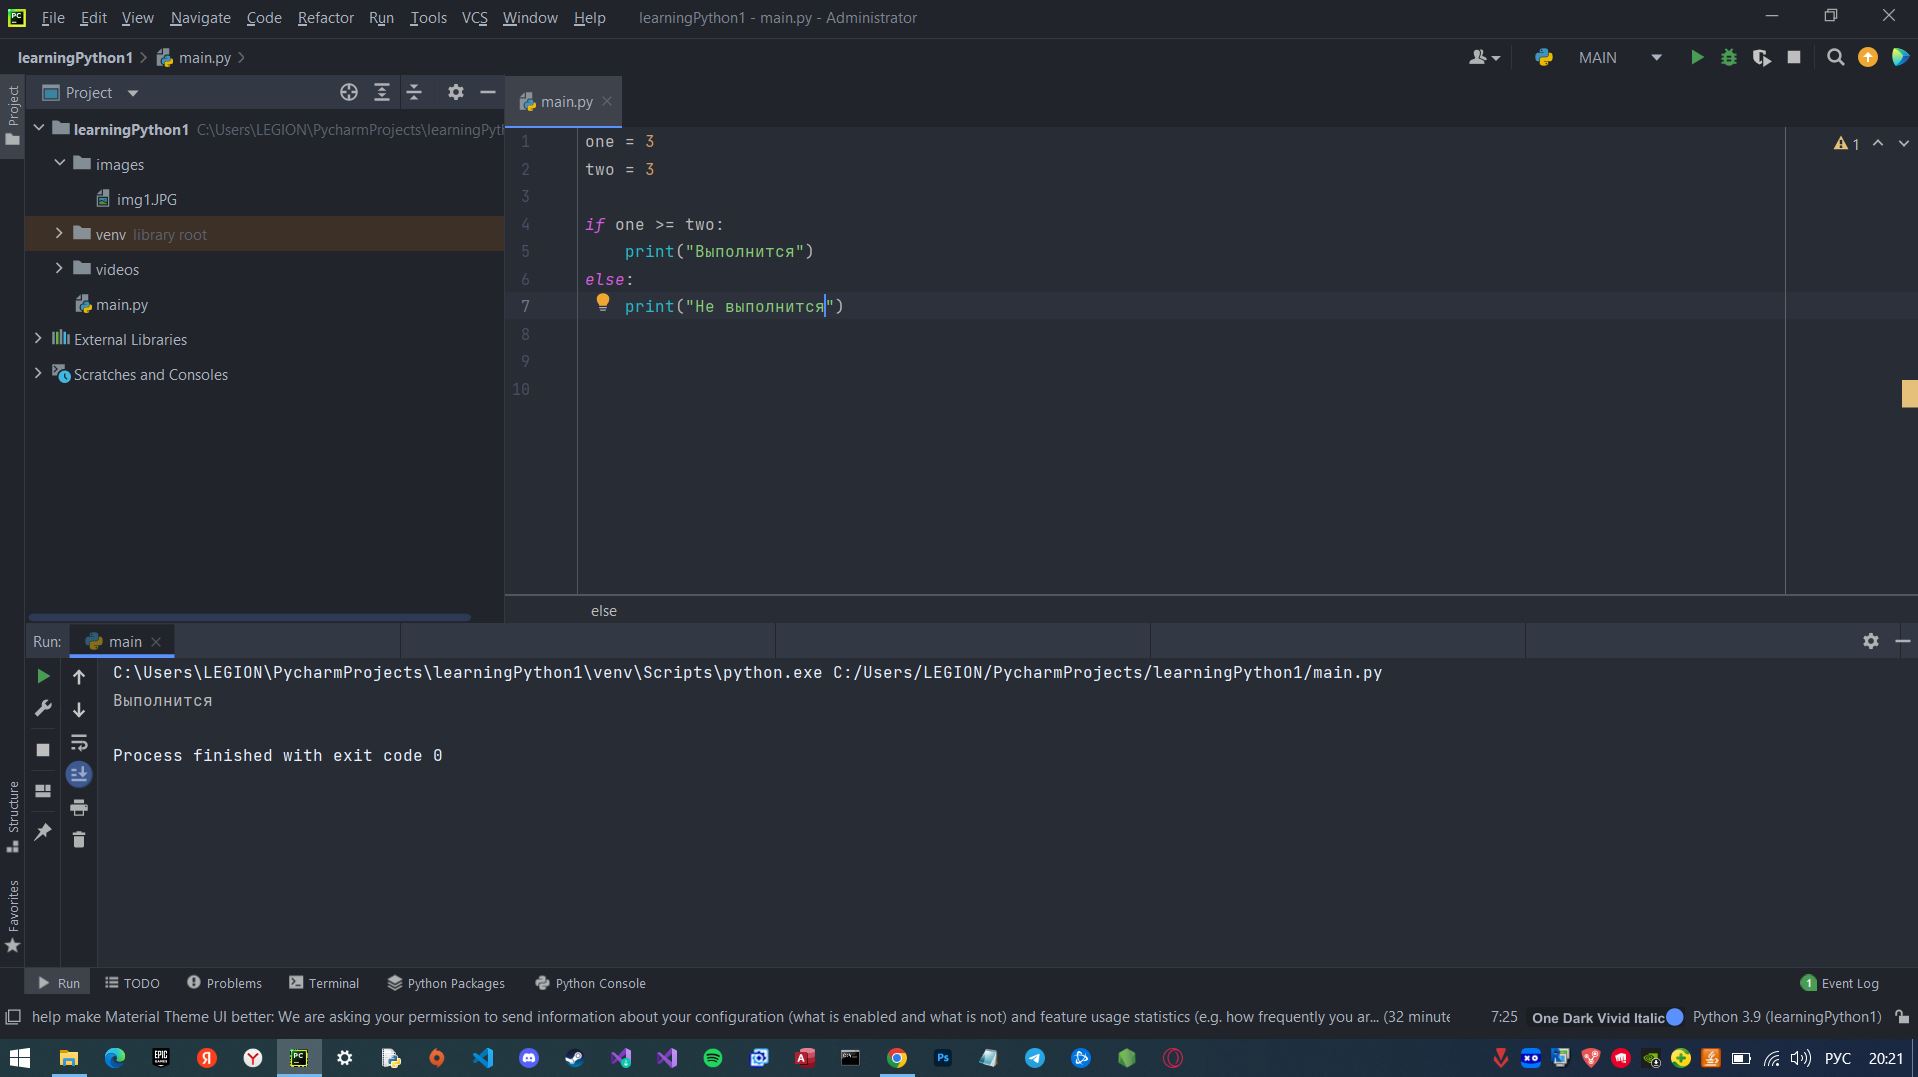 File Edit View Navigate Code Refactor Run Tools VCS Window Help learningPython1 - main.py - Administrator
learningPython1 main.py MAIN
Project
Project
learningPython1 C:\Users\LEGION\PycharmProjects\learningPyt
images
img1.JPG
venv library root
videos
main.py
External Libraries
Scratches and Consoles
main.py
1 one = 3
2 two = 3
3
4 if one >= two:
5 print("Выполнится")
6 else:
7 print("Не выполнится")
8
9
10
1
else
Run: main
C:\Users\LEGION\PycharmProjects\learningPython1\venv\Scripts\python.exe C:/Users/LEGION/PycharmProjects/learningPython1/main.py
Выполнится
Process finished with exit code 0
Structure
Favorites
Run TODO Problems Terminal Python Packages Python Console 1 Event Log
help make Material Theme UI better: We are asking your permission to send information about your configuration (what is enabled and what is not) and feature usage statistics (e.g. how frequently you ar... (32 minute 7:25 One Dark Vivid Italic Python 3.9 (learningPython1)
РУС 20:21